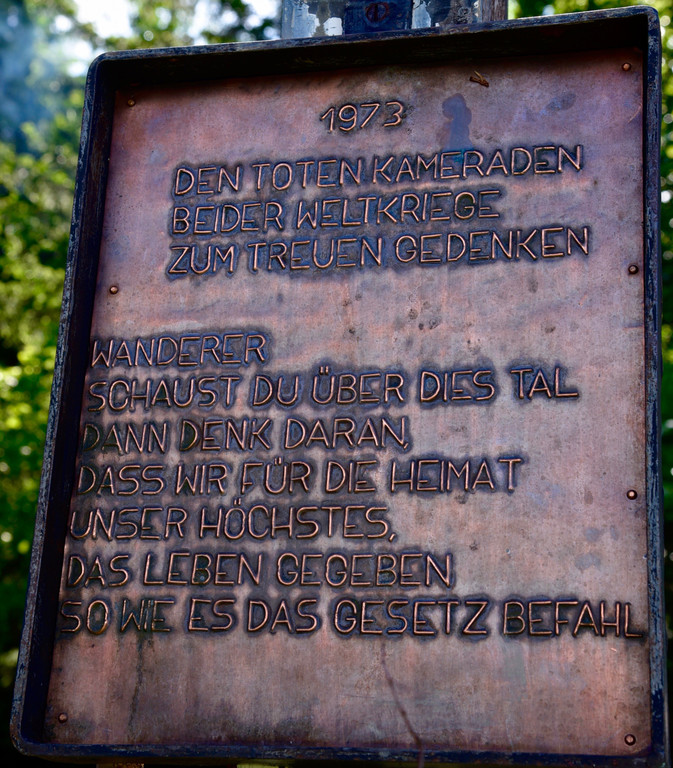 1973
DEN TOTEN KAMERADEN
BEIDER WELTKRIEGE
ZUM TREUEN GEDENKEN
WANDERER
SCHAUST DU ÜBER DIES TAL
DANN DENK DARAN,
DASS WIR FÜR DIE HEIMAT
UNSER HÖCHSTES,
DAS LEBEN GEGEBEN
SO WIE ES DAS GESETZ BEFAHL